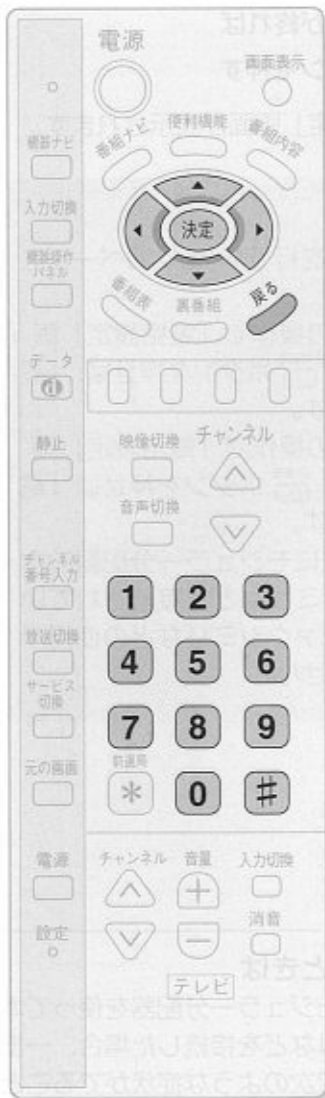 電源
画面表示
機器ナビ
番組ナビ
便利機能
番組内容
入力切換
決定
機器操作
パネル
番組表
裏番組
戻る
データ
d
静止
映像切換
チャンネル
音声切換
チャンネル
番号入力
1 2 3
放送切換
4 5 6
サービス
切換
7 8 9
元の画面
前選局
* 0 #
電源
チャンネル
音量
入力切換
+
設定
消音
−
テレビ